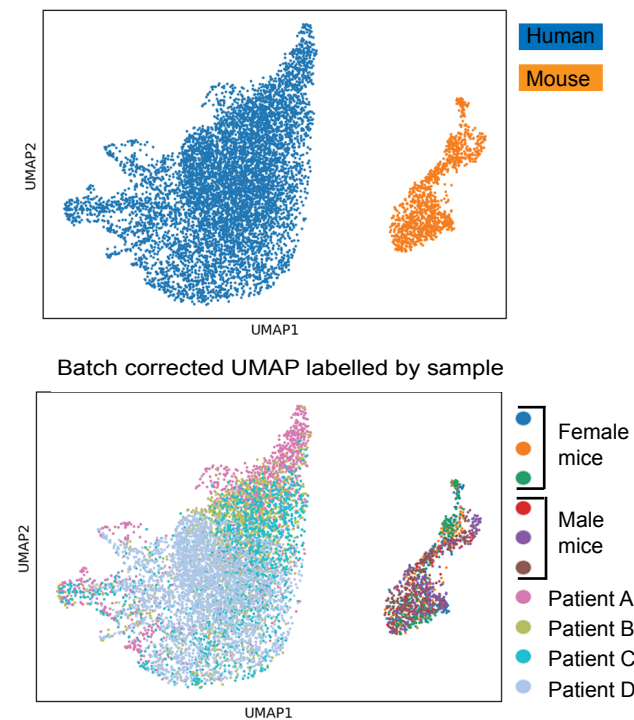 Human
Mouse
UMAP2
UMAP1
Batch corrected UMAP labelled by sample
Female
mice
Male
mice
Patient A
Patient B
Patient C
Patient D
UMAP2
UMAP1